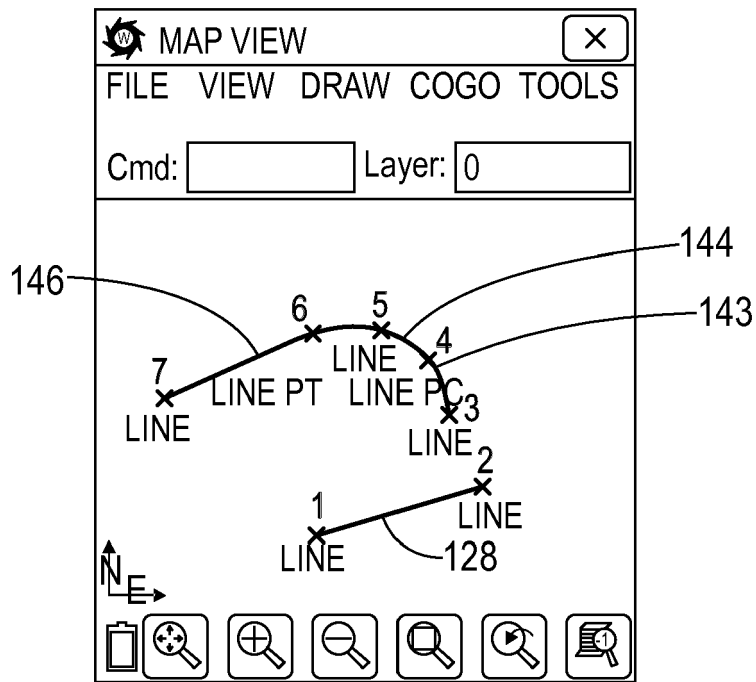 W MAP VIEW
FILE VIEW DRAW COGO TOOLS
Cmd: Layer: 0
144
146
143
6 5
4
LINE
7
LINE PT LINE PC
3
LINE LINE
2
1
LINE
LINE 128
N
E
-1